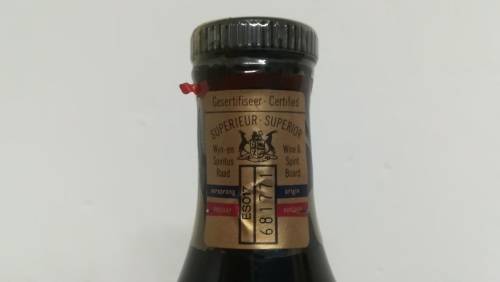 Gesertifiseer · Certified
SUPERIEUR · SUPERIOR
Wyn- en Wine &
Spiritus Spirit
Raad Board
oorsprong origin
ES017
681771